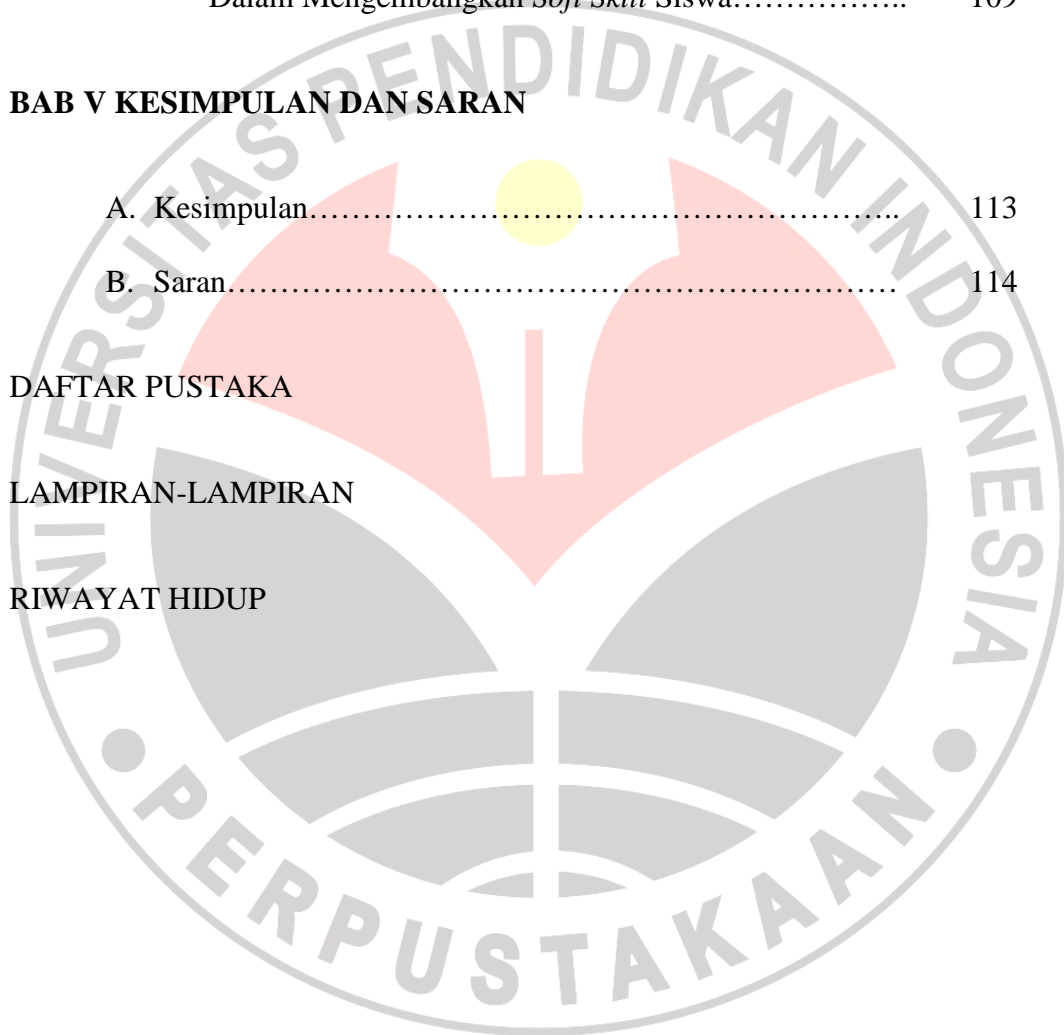 Dalam Mengembangkan Soft Skill Siswa…………….. 109
BAB V KESIMPULAN DAN SARAN
A. Kesimpulan…………………………………………………….. 113
B. Saran…………………………………………………………… 114
DAFTAR PUSTAKA
LAMPIRAN-LAMPIRAN
RIWAYAT HIDUP
UNIVERSITAS PENDIDIKAN INDONESIA
PERPUSTAKAAN